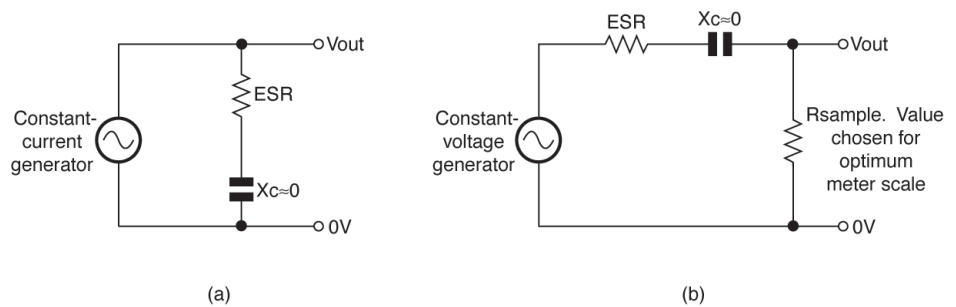 Vout
ESR
Constant-
current
generator
Xc≈0
0V
(a)
ESR
Xc≈0
Vout
Constant-
voltage
generator
Rsample. Value
chosen for
optimum
meter scale
0V
(b)